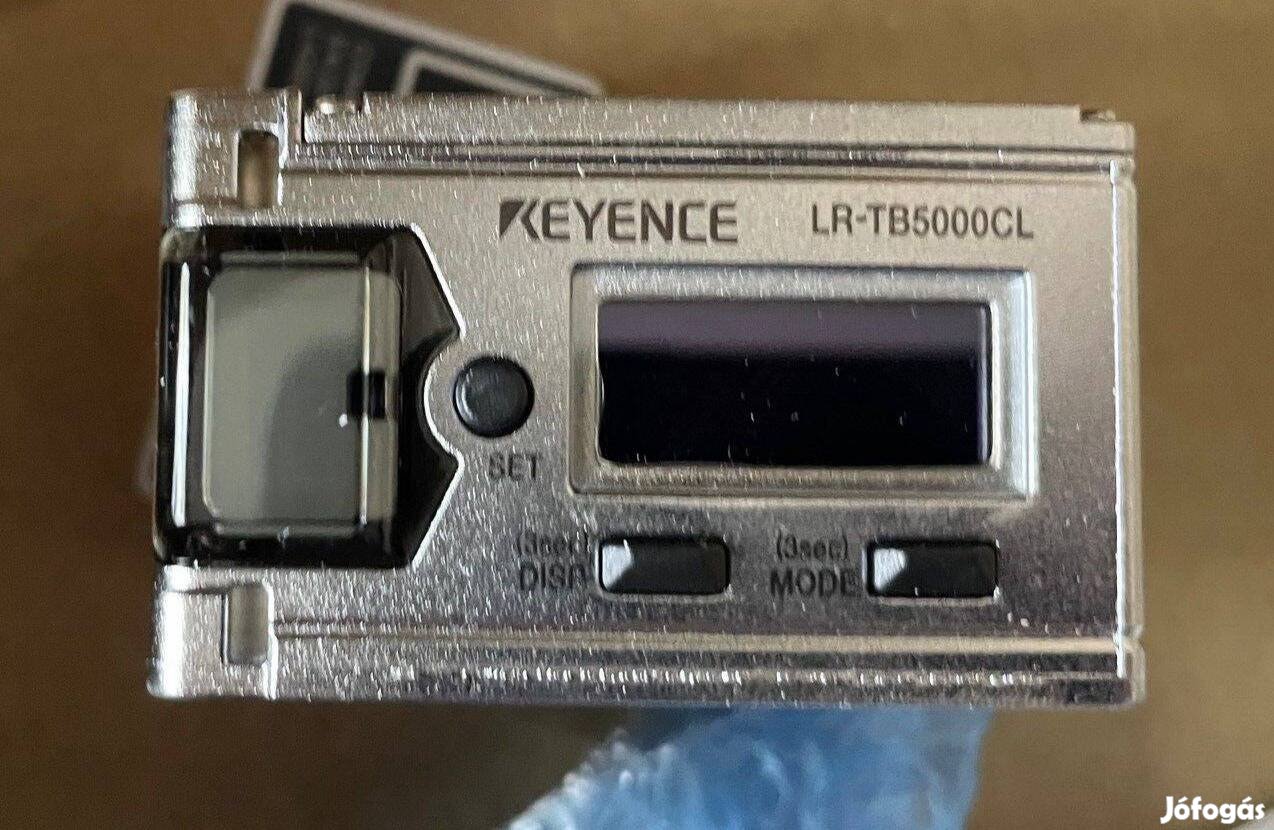 KEYENCE LR-TB5000CL
SET
(3sec) (3sec)
DISP MODE
Jófogás